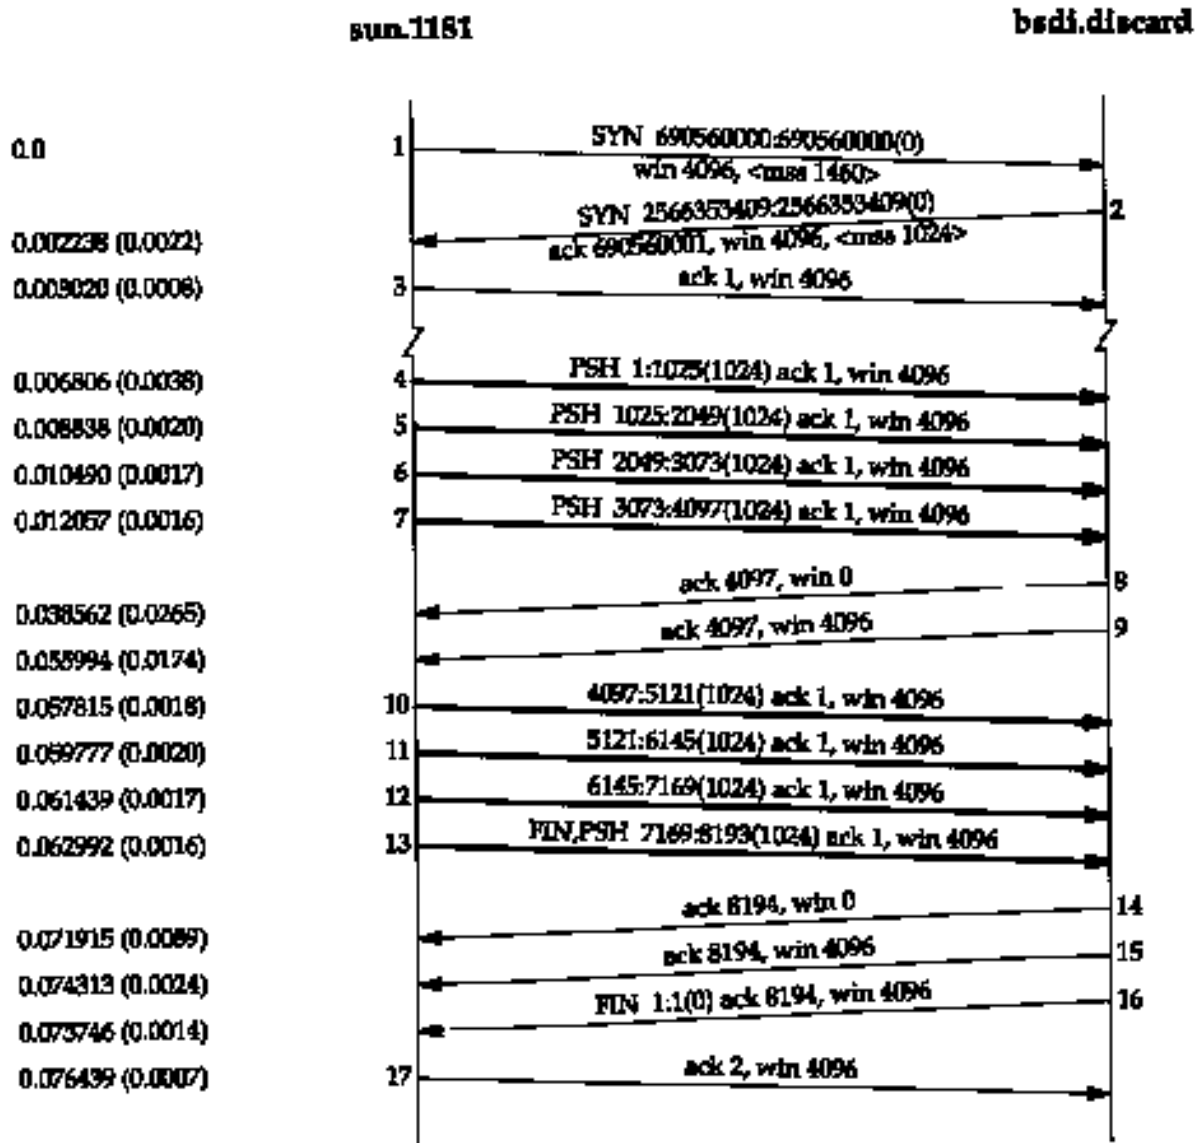 sun.1181 bsdi.discard
0.0 1 SYN 690560000:690560000(0)
win 4096, <mss 1460>
SYN 2566353409:2566353409(0) 2
0.002238 (0.0022) ack 690560001, win 4096, <mss 1024>
0.003020 (0.0008) 3 ack 1, win 4096
0.006806 (0.0038) 4 PSH 1:1025(1024) ack 1, win 4096
0.008838 (0.0020) 5 PSH 1025:2049(1024) ack 1, win 4096
0.010490 (0.0017) 6 PSH 2049:3073(1024) ack 1, win 4096
0.012057 (0.0016) 7 PSH 3073:4097(1024) ack 1, win 4096
ack 4097, win 0 8
0.038562 (0.0265)
ack 4097, win 4096 9
0.055994 (0.0174)
0.057815 (0.0018) 10 4097:5121(1024) ack 1, win 4096
0.059777 (0.0020) 11 5121:6145(1024) ack 1, win 4096
0.061439 (0.0017) 12 6145:7169(1024) ack 1, win 4096
0.062992 (0.0016) 13 FIN,PSH 7169:8193(1024) ack 1, win 4096
ack 8194, win 0 14
0.071915 (0.0089)
ack 8194, win 4096 15
0.074313 (0.0024)
FIN 1:1(0) ack 8194, win 4096 16
0.073746 (0.0014)
0.076439 (0.0007) 17 ack 2, win 4096